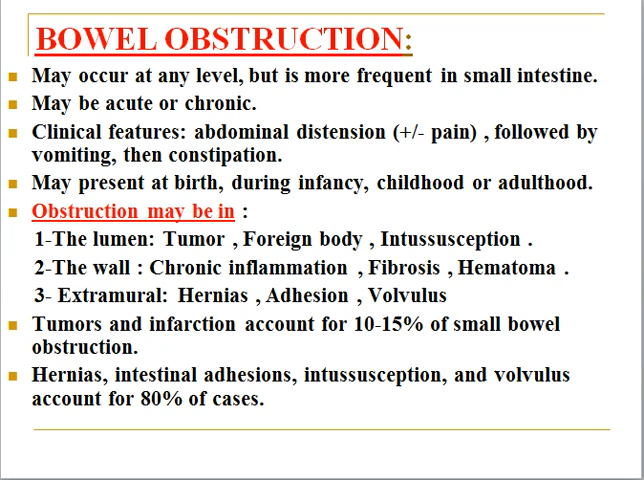 BOWEL OBSTRUCTION:
May occur at any level, but is more frequent in small intestine.
May be acute or chronic.
Clinical features: abdominal distension (+/- pain) , followed by
vomiting, then constipation.
May present at birth, during infancy, childhood or adulthood.
Obstruction may be in :
1-The lumen: Tumor , Foreign body , Intussusception .
2-The wall : Chronic inflammation , Fibrosis , Hematoma .
3- Extramural: Hernias , Adhesion , Volvulus
Tumors and infarction account for 10-15% of small bowel
obstruction.
Hernias, intestinal adhesions, intussusception, and volvulus
account for 80% of cases.